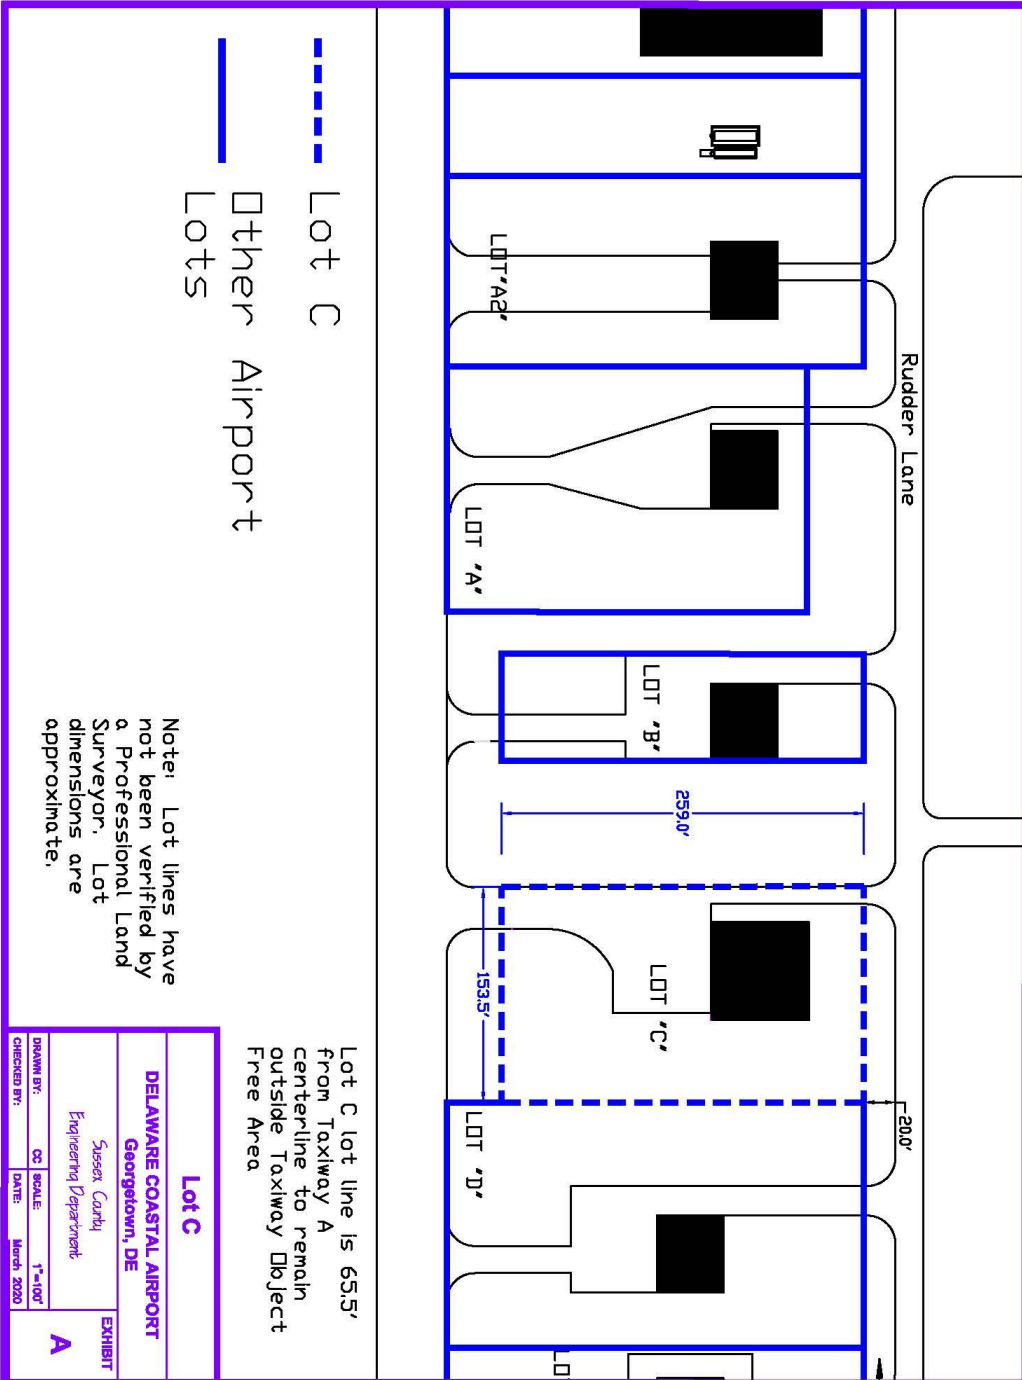 Rudder Lane
LOT 'A2'
LOT 'A'
LOT 'B'
259.0'
LOT 'C'
153.5'
20.0'
LOT 'D'
Lot C
Other Airport
Lots
Note: Lot lines have
not been verified by
a Professional Land
Surveyor. Lot
dimensions are
approximate.
Lot C lot line is 65.5'
from Taxiway A
centerline to remain
outside Taxiway Object
Free Area
Lot C
DELAWARE COASTAL AIRPORT
Georgetown, DE
Sussex County
Engineering Department
EXHIBIT
A
DRAWN BY: CC SCALE: 1"=100'
CHECKED BY: DATE: March 2020